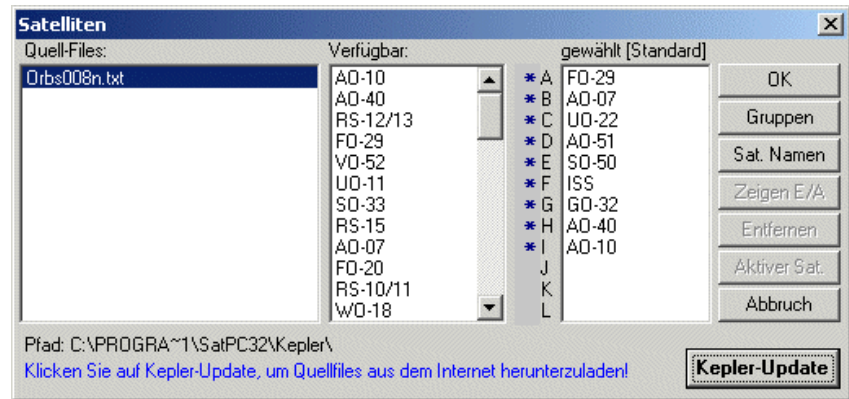 Satelliten
Quell-Files:
Verfügbar:
gewählt [Standard]
Orbs008n.txt
AO-10
AO-40
RS-12/13
FO-29
VO-52
UO-11
SO-33
RS-15
AO-07
FO-20
RS-10/11
WO-18
* A FO-29
* B AO-07
* C UO-22
* D AO-51
* E SO-50
* F ISS
* G GO-32
* H AO-40
* I AO-10
J
K
L
OK
Gruppen
Sat. Namen
Zeigen E/A
Entfernen
Aktiver Sat.
Abbruch
Pfad: C:\PROGRA~1\SatPC32\Kepler\
Klicken Sie auf Kepler-Update, um Quellfiles aus dem Internet herunterzuladen!
Kepler-Update